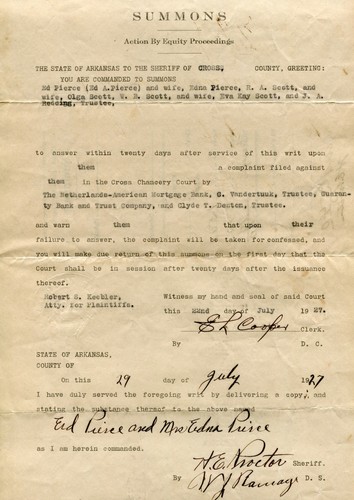 SUMMONS
Action By Equity Proceedings
THE STATE OF ARKANSAS TO THE SHERIFF OF CROSS, COUNTY, GREETING:
YOU ARE COMMANDED TO SUMMONS
Ed Pierce (Ed A.Pierce) and wife, Edna Pierce, R. A. Scott, and
wife, Olga Scott, V. B. Scott, and wife, Eva Kay Scott, and J. A.
Redding, Trustee,
to answer within twenty days after service of this writ upon
them a complaint filed against
them in the Cross Chancery Court by
The Netherlands-American Mortgage Bank, G. Vandertuuk, Trustee, Guaran-
ty Bank and Trust Company, and Clyde T. Denten, Trustee.
and warn them that upon their
failure to answer, the complaint will be taken for confessed, and
you will make due return of this summons on the first day that the
Court shall be in session after twenty days after the issuance
thereof.
Robert S. Keebler, Witness my hand and seal of said Court
Atty. for Plaintiffs. this 22nd day of July 1927.
E L Cooper Clerk.
By D. C.
STATE OF ARKANSAS,
COUNTY OF
On this 29 day of July 1927
I have duly served the foregoing writ by delivering a copy, and
stating the substance thereof to the above named
Ed Pierce and Mrs Edna Pierce
as I am herein commanded.
H. E. Proctor Sheriff.
By W J Ramage D. S.